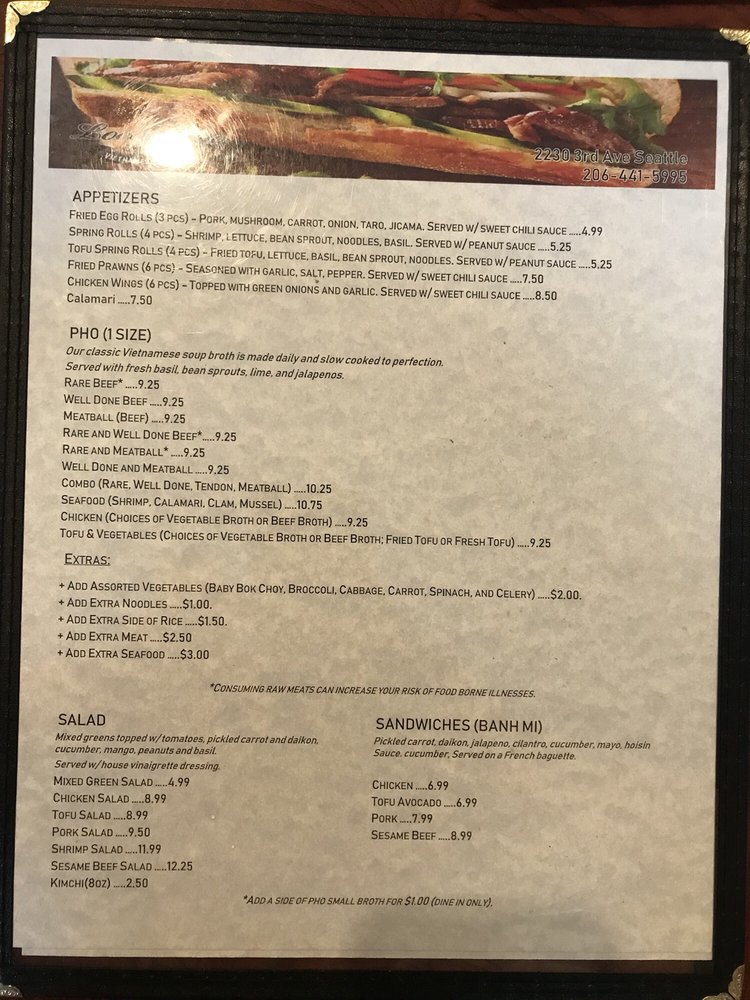 2230 3rd Ave Seattle
206-441-5995
APPETIZERS
FRIED EGG ROLLS (3 PCS) – PORK, MUSHROOM, CARROT, ONION, TARO, JICAMA. SERVED W/ SWEET CHILI SAUCE .....4.99
SPRING ROLLS (4 PCS) – SHRIMP, LETTUCE, BEAN SPROUT, NOODLES, BASIL. SERVED W/ PEANUT SAUCE .....5.25
TOFU SPRING ROLLS (4 PCS) – FRIED TOFU, LETTUCE, BASIL, BEAN SPROUT, NOODLES. SERVED W/ PEANUT SAUCE .....5.25
FRIED PRAWNS (6 PCS) – SEASONED WITH GARLIC, SALT, PEPPER. SERVED W/ SWEET CHILI SAUCE .....7.50
CHICKEN WINGS (6 PCS) – TOPPED WITH GREEN ONIONS AND GARLIC. SERVED W/ SWEET CHILI SAUCE .....8.50
Calamari .....7.50
PHO (1 SIZE)
Our classic Vietnamese soup broth is made daily and slow cooked to perfection.
Served with fresh basil, bean sprouts, lime, and jalapenos.
RARE BEEF* .....9.25
WELL DONE BEEF .....9.25
MEATBALL (BEEF) .....9.25
RARE AND WELL DONE BEEF*.....9.25
RARE AND MEATBALL* .....9.25
WELL DONE AND MEATBALL .....9.25
COMBO (RARE, WELL DONE, TENDON, MEATBALL) .....10.25
SEAFOOD (SHRIMP, CALAMARI, CLAM, MUSSEL) .....10.75
CHICKEN (CHOICES OF VEGETABLE BROTH OR BEEF BROTH) .....9.25
TOFU & VEGETABLES (CHOICES OF VEGETABLE BROTH OR BEEF BROTH; FRIED TOFU OR FRESH TOFU) .....9.25
EXTRAS:
+ ADD ASSORTED VEGETABLES (BABY BOK CHOY, BROCCOLI, CABBAGE, CARROT, SPINACH, AND CELERY) .....$2.00.
+ ADD EXTRA NOODLES .....$1.00.
+ ADD EXTRA SIDE OF RICE .....$1.50.
+ ADD EXTRA MEAT .....$2.50
+ ADD EXTRA SEAFOOD .....$3.00
*CONSUMING RAW MEATS CAN INCREASE YOUR RISK OF FOOD BORNE ILLNESSES.
SALAD
Mixed greens topped w/tomatoes, pickled carrot and daikon,
cucumber, mango, peanuts and basil.
Served w/house vinaigrette dressing.
MIXED GREEN SALAD .....4.99
CHICKEN SALAD .....8.99
TOFU SALAD .....8.99
PORK SALAD .....9.50
SHRIMP SALAD .....11.99
SESAME BEEF SALAD .....12.25
KIMCHI(8OZ) .....2.50
SANDWICHES (BANH MI)
Pickled carrot, daikon, jalapeno, cilantro, cucumber, mayo, hoisin
Sauce, cucumber, Served on a French baguette.
CHICKEN .....6.99
TOFU AVOCADO .....6.99
PORK .....7.99
SESAME BEEF .....8.99
*ADD A SIDE OF PHO SMALL BROTH FOR $1.00 (DINE IN ONLY).